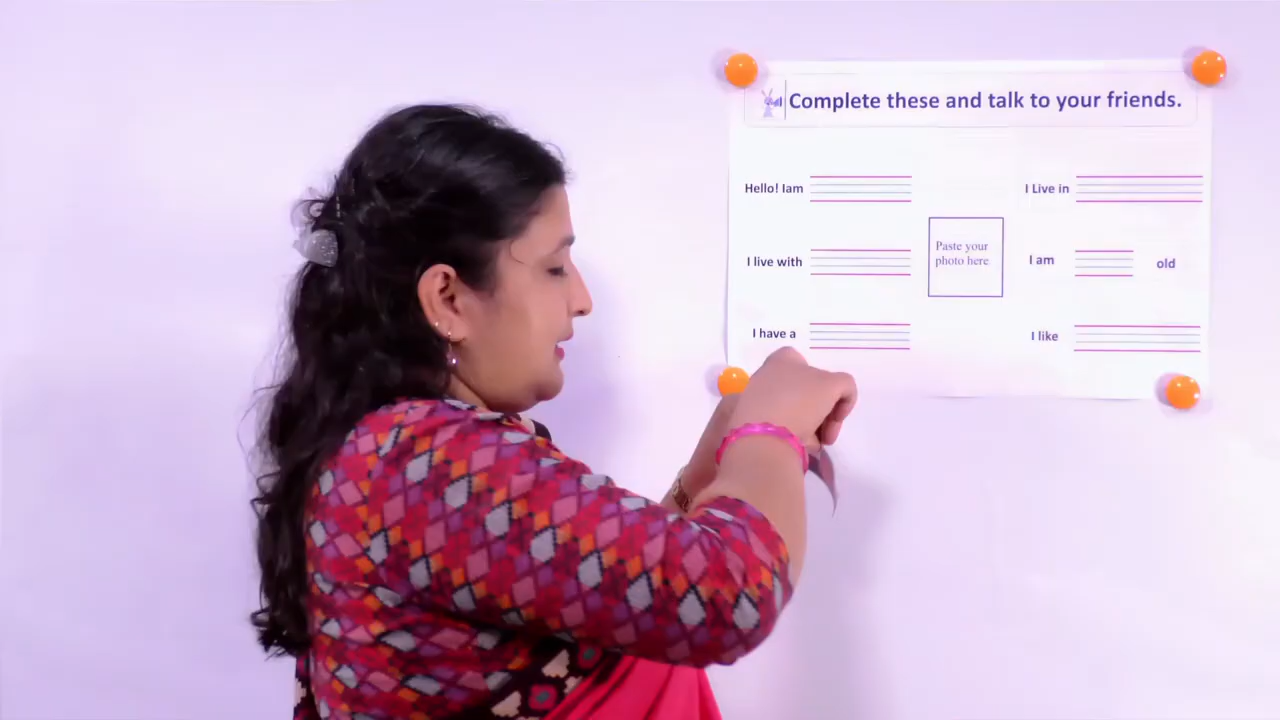 Complete these and talk to your friends.
Hello! Iam
I Live in
Paste your
photo here
I live with
I am
old
I have a
I like